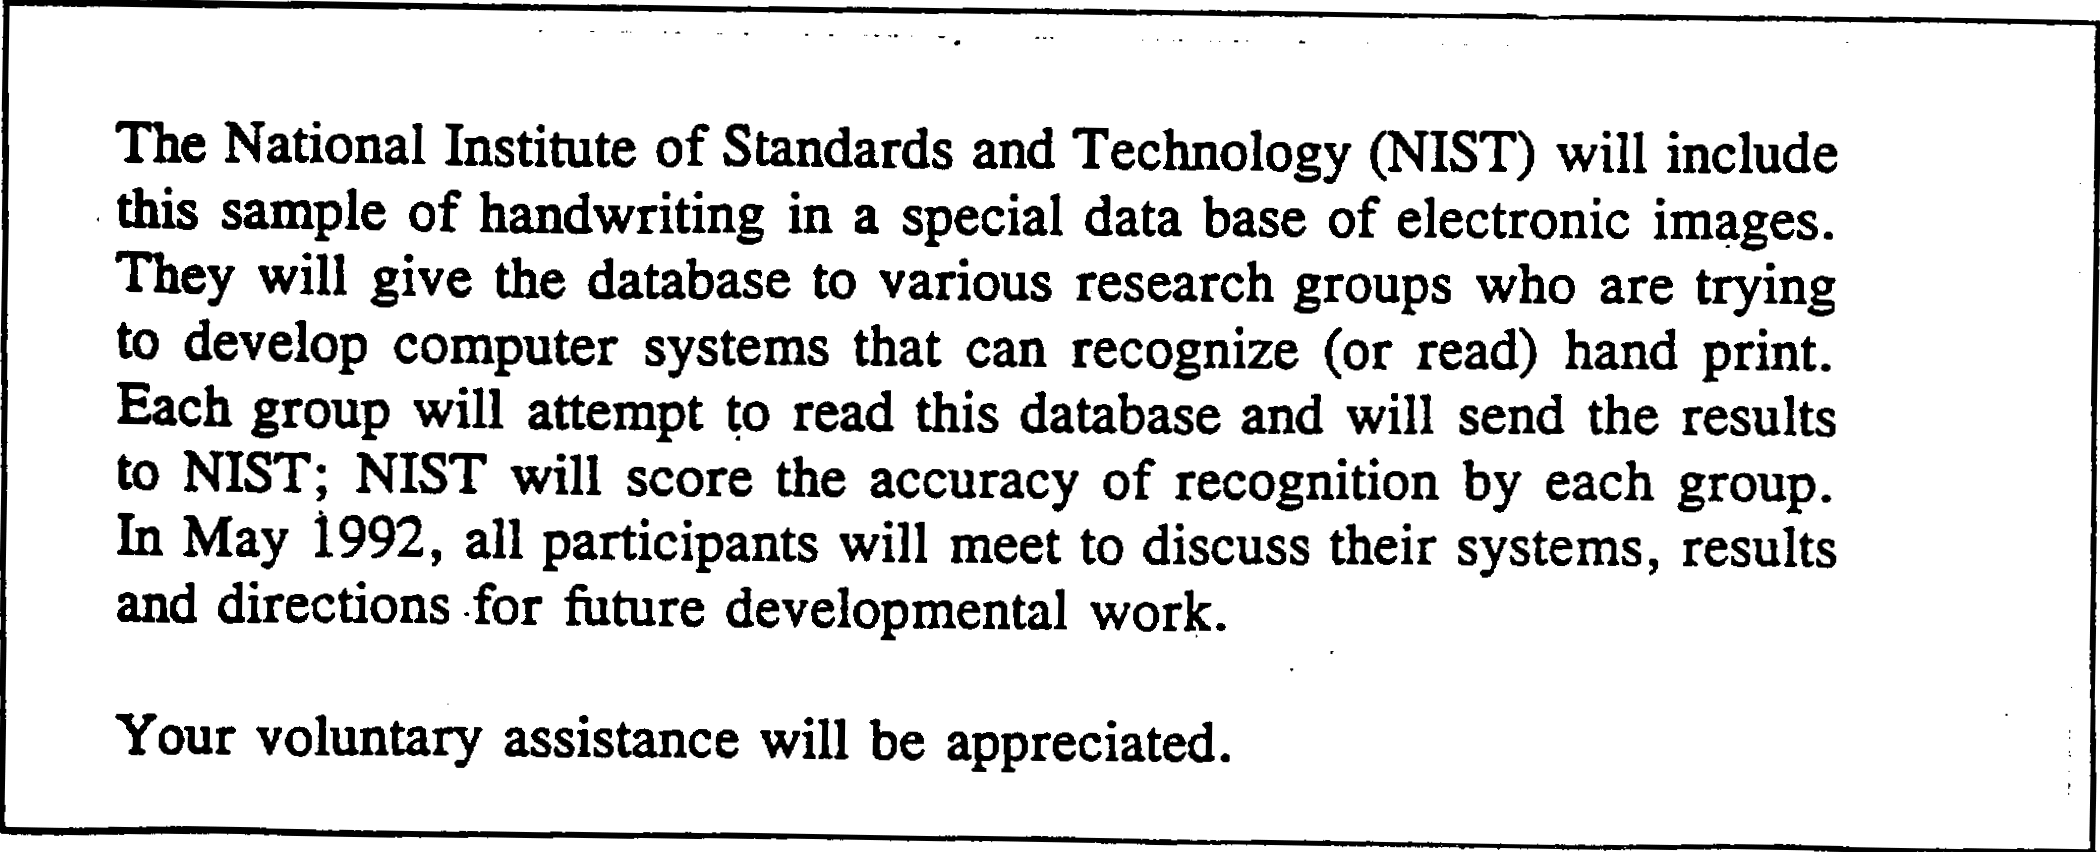 The National Institute of Standards and Technology (NIST) will include
this sample of handwriting in a special data base of electronic images.
They will give the database to various research groups who are trying
to develop computer systems that can recognize (or read) hand print.
Each group will attempt to read this database and will send the results
to NIST; NIST will score the accuracy of recognition by each group.
In May 1992, all participants will meet to discuss their systems, results
and directions for future developmental work.
Your voluntary assistance will be appreciated.